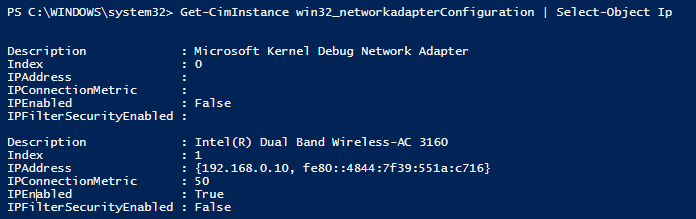 PS C:\WINDOWS\system32> Get-CimInstance win32_networkadapterConfiguration | Select-Object Ip
Description : Microsoft Kernel Debug Network Adapter
Index : 0
IPAddress :
IPConnectionMetric :
IPEnabled : False
IPFilterSecurityEnabled :
Description : Intel(R) Dual Band Wireless-AC 3160
Index : 1
IPAddress : {192.168.0.10, fe80::4844:7f39:551a:c716}
IPConnectionMetric : 50
IPEnabled : True
IPFilterSecurityEnabled : False